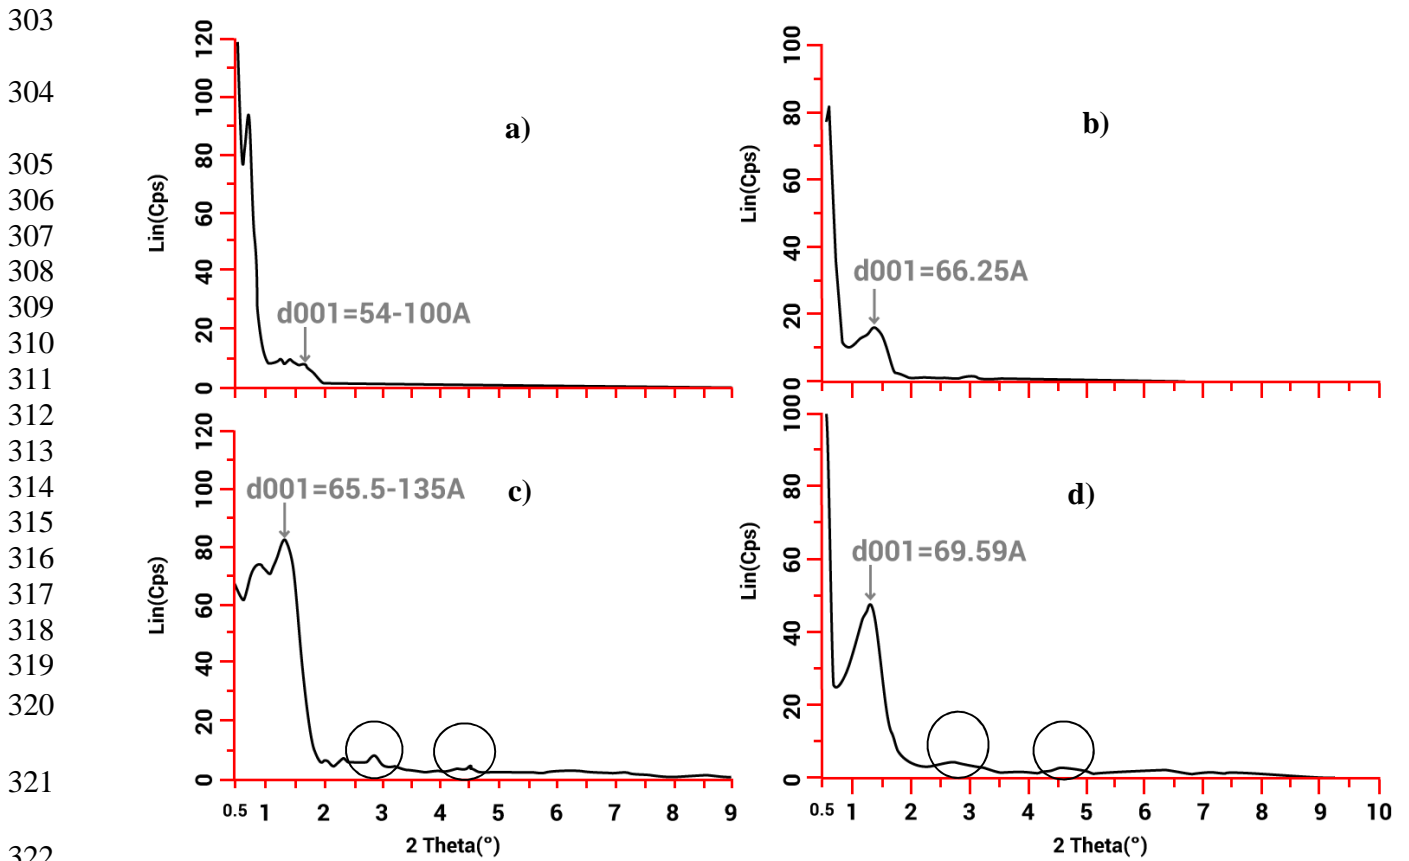 303
304
305
306
307
308
309
310
311
312
313
314
315
316
317
318
319
320
321
322
120
100
80
60
40
20
0
Lin(Cps)
a)
d001=54-100A
100
80
60
40
20
0
Lin(Cps)
b)
d001=66.25A
120
100
80
60
40
20
0
Lin(Cps)
c)
d001=65.5-135A
0.5 1 2 3 4 5 6 7 8 9
2 Theta(º)
100
80
60
40
20
0
Lin(Cps)
d)
d001=69.59A
0.5 1 2 3 4 5 6 7 8 9 10
2 Theta(º)